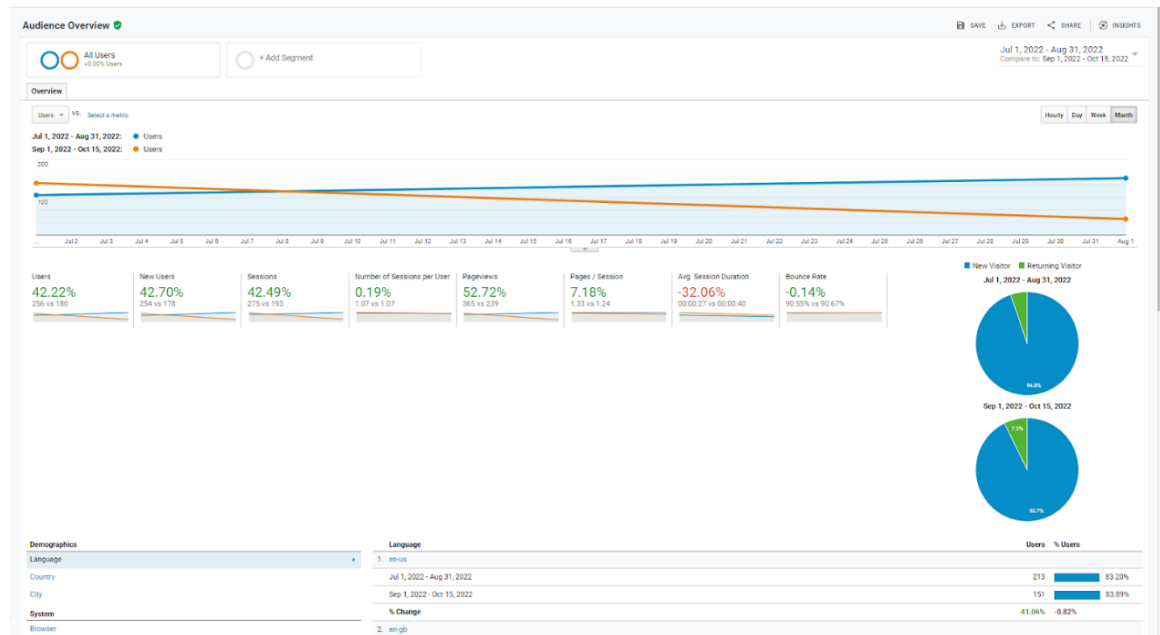 Audience Overview
SAVE EXPORT SHARE INSIGHTS
All Users
+0.00% Users
+ Add Segment
Jul 1, 2022 - Aug 31, 2022
Compare to: Sep 1, 2022 - Oct 15, 2022
Overview
Users VS. Select a metric
Hourly Day Week Month
Jul 1, 2022 - Aug 31, 2022: Users
Sep 1, 2022 - Oct 15, 2022: Users
200
100
... Jul 2 Jul 3 Jul 4 Jul 5 Jul 6 Jul 7 Jul 8 Jul 9 Jul 10 Jul 11 Jul 12 Jul 13 Jul 14 Jul 15 Jul 16 Jul 17 Jul 18 Jul 19 Jul 20 Jul 21 Jul 22 Jul 23 Jul 24 Jul 25 Jul 26 Jul 27 Jul 28 Jul 29 Jul 30 Jul 31 Aug 1
Users
42.22%
256 vs 180
New Users
42.70%
254 vs 178
Sessions
42.49%
275 vs 193
Number of Sessions per User
0.19%
1.07 vs 1.07
Pageviews
52.72%
365 vs 239
Pages / Session
7.18%
1.33 vs 1.24
Avg. Session Duration
-32.06%
00:00:27 vs 00:00:40
Bounce Rate
-0.14%
90.55% vs 90.67%
New Visitor Returning Visitor
Jul 1, 2022 - Aug 31, 2022
94.8%
Sep 1, 2022 - Oct 15, 2022
7.3%
92.7%
Demographics
Language
Country
City
System
Browser
Language Users % Users
1. en-us
Jul 1, 2022 - Aug 31, 2022 213 83.20%
Sep 1, 2022 - Oct 15, 2022 151 83.89%
% Change 41.06% -0.82%
2. en-gb